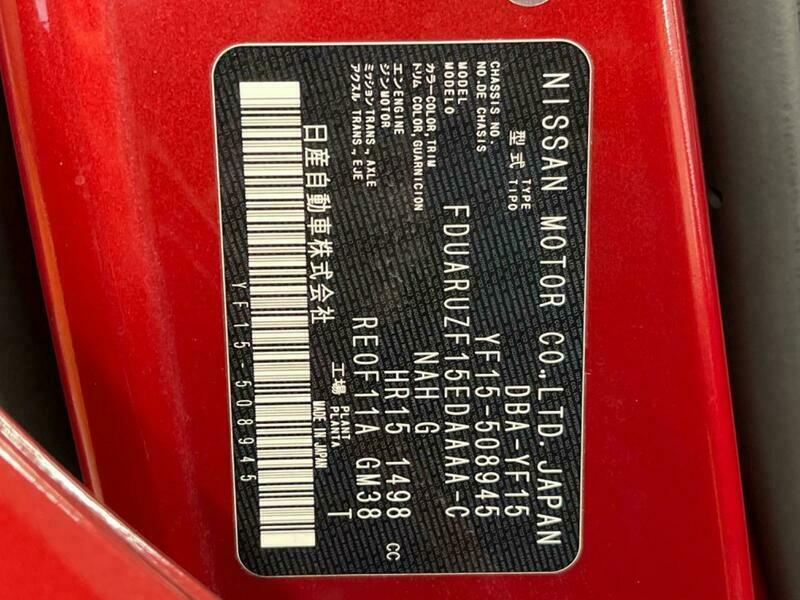 NISSAN MOTOR CO.,LTD. JAPAN
型式 TYPE TIPO DBA-YF15
CHASSIS NO. NO.DE CHASIS YF15-508945
MODEL MODELO FDUARUZF15EDAAAA-C
カラー COLOR,TRIM トリム COLOR,GUARNICION NAH G
エンジン ENGINE MOTOR HR15 1498 CC
ミッション TRANS.,AXLE アクスル TRANS.,EJE RE0F11A GM38
工場 PLANT PLANTA T
日産自動車株式会社 MADE IN JAPAN
YF15-508945